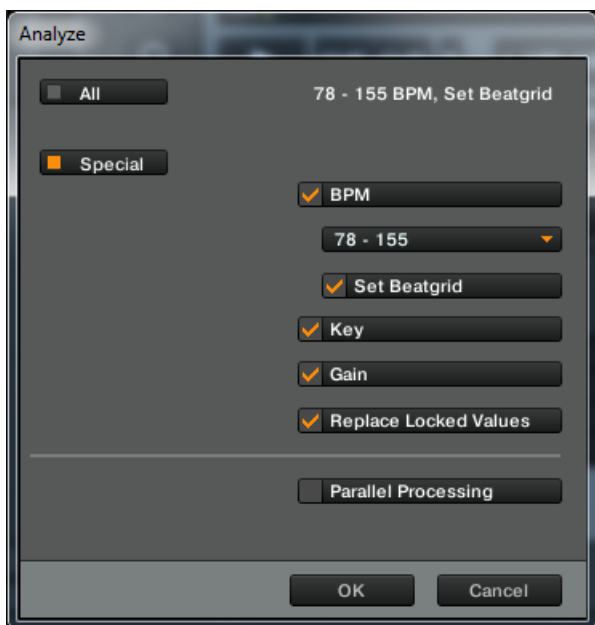 Analyze
All
78 - 155 BPM, Set Beatgrid
Special
BPM
78 - 155
Set Beatgrid
Key
Gain
Replace Locked Values
Parallel Processing
OK
Cancel